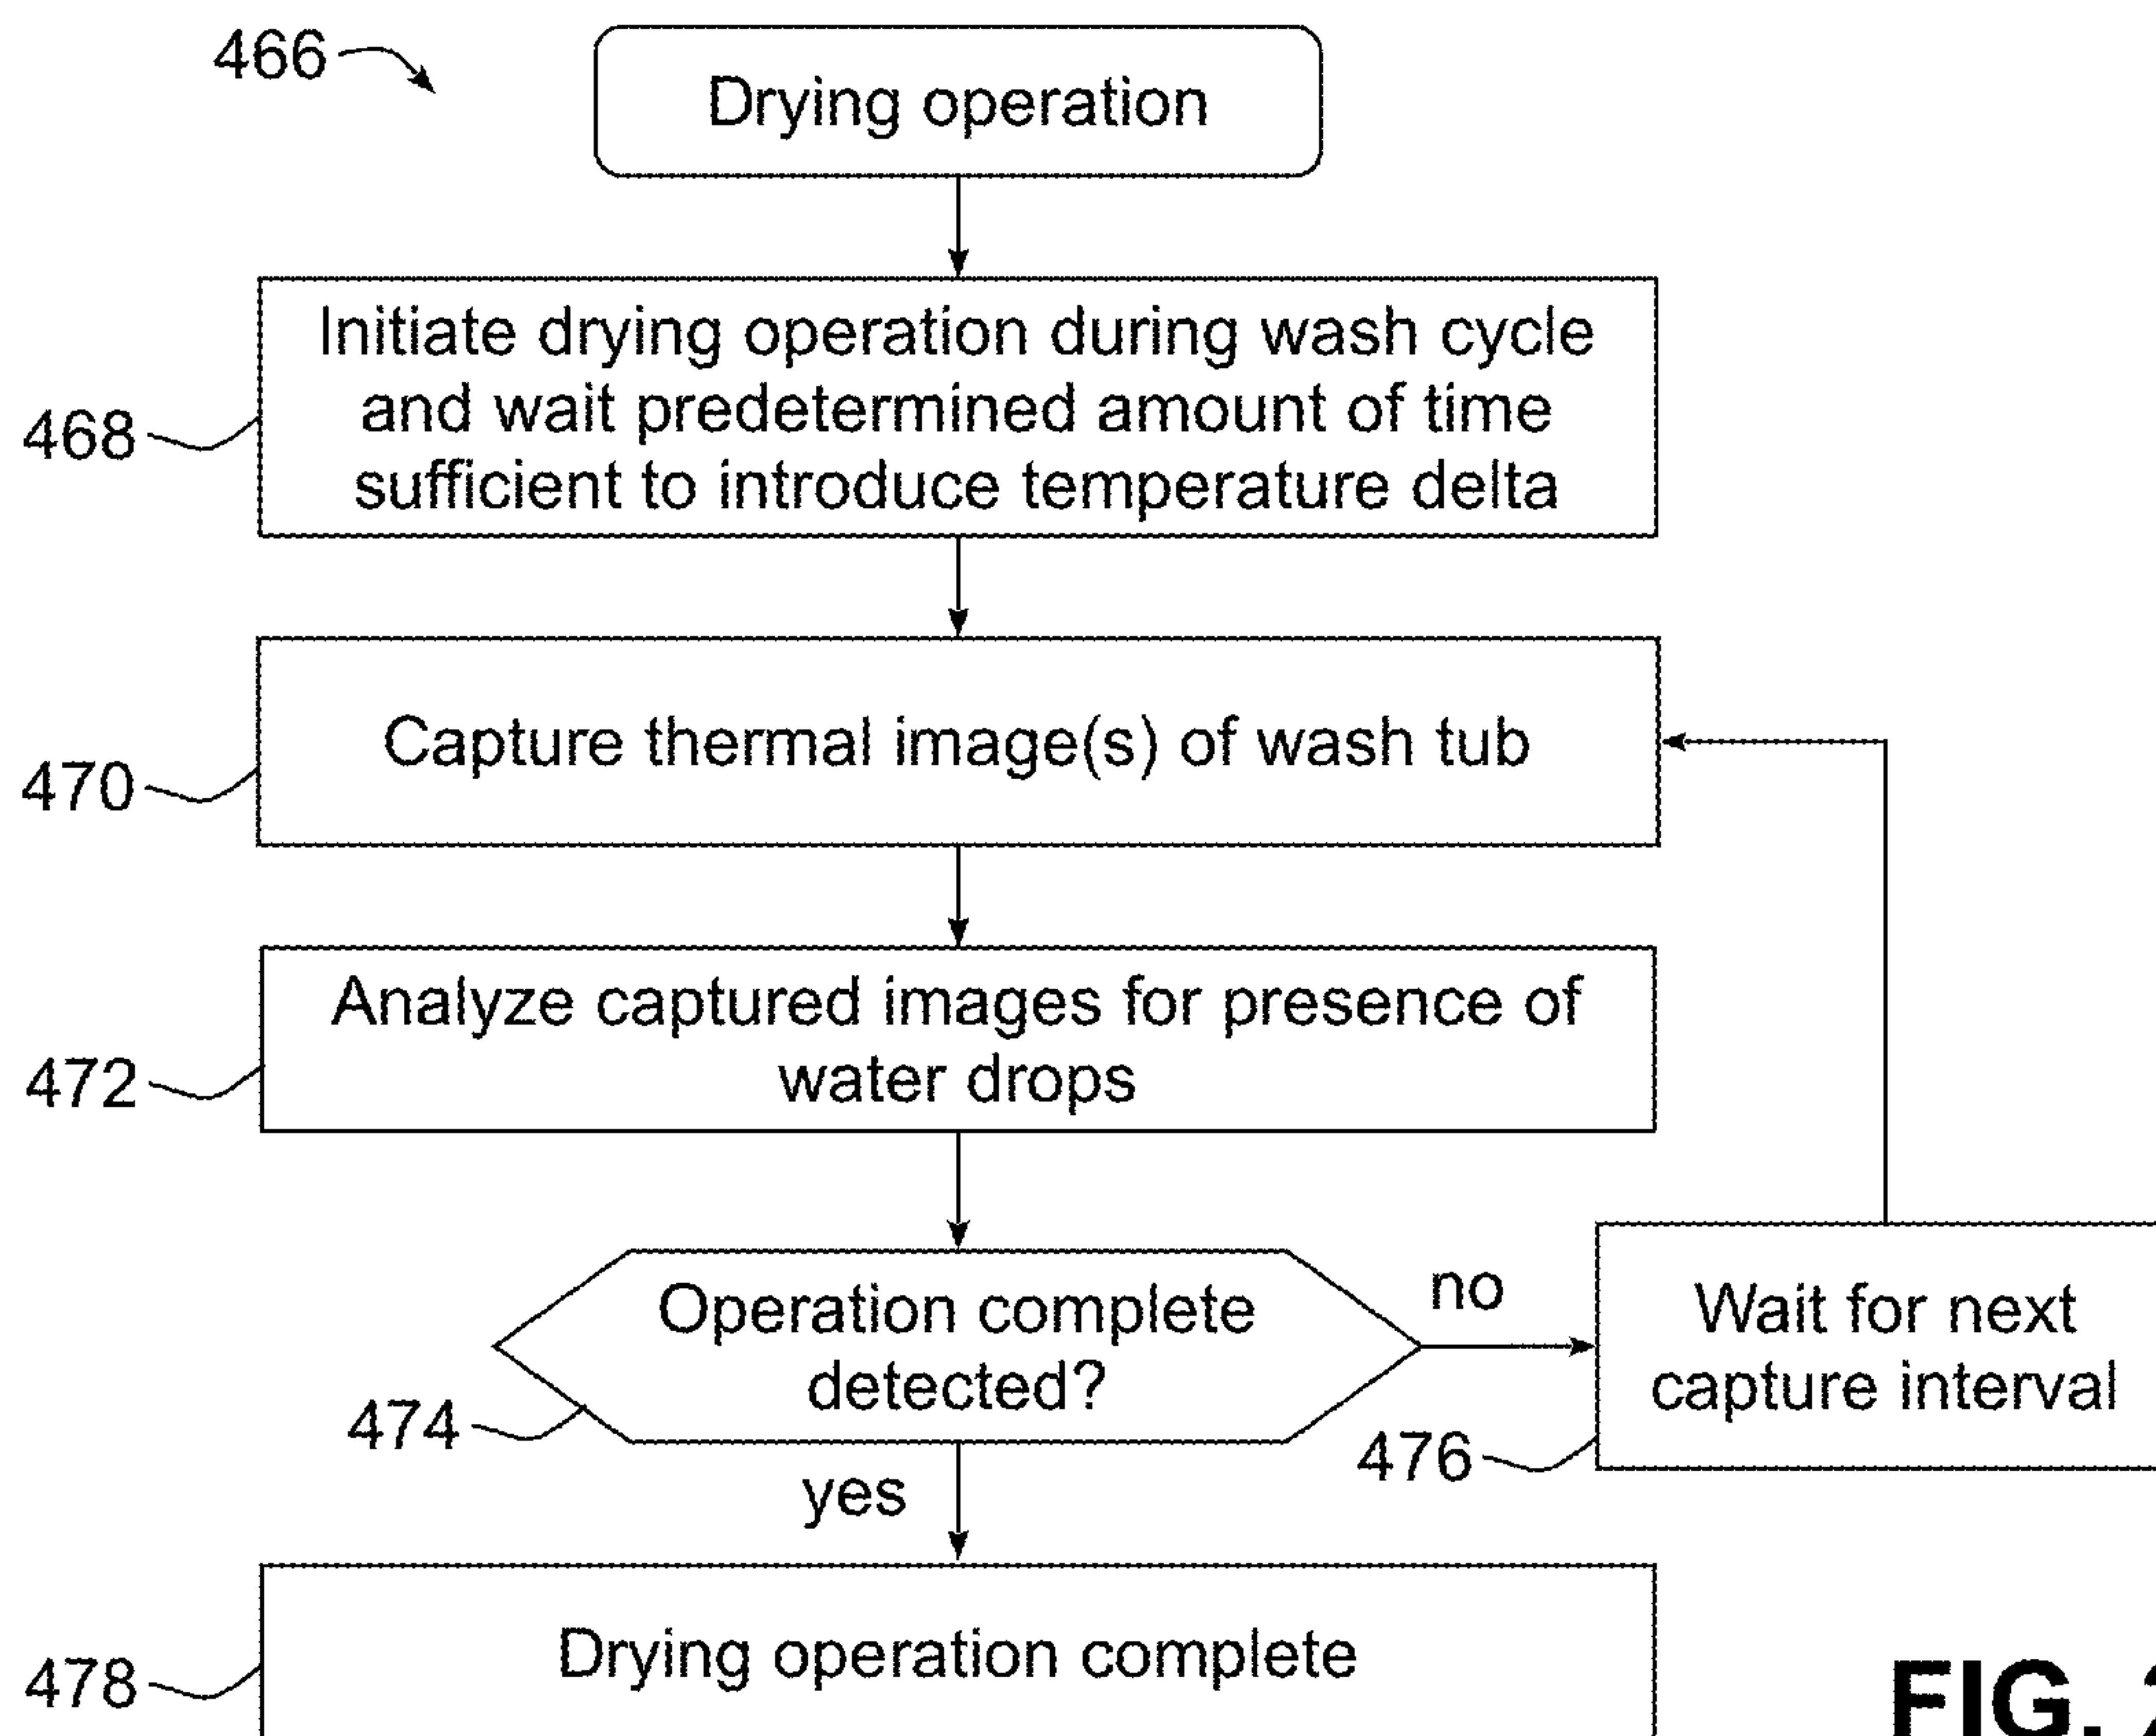 466
Drying operation
Initiate drying operation during wash cycle
and wait predetermined amount of time
sufficient to introduce temperature delta
468
Capture thermal image(s) of wash tub
470
Analyze captured images for presence of
water drops
472
Operation complete
detected?
474
no
Wait for next
capture interval
476
yes
Drying operation complete
478
FIG.